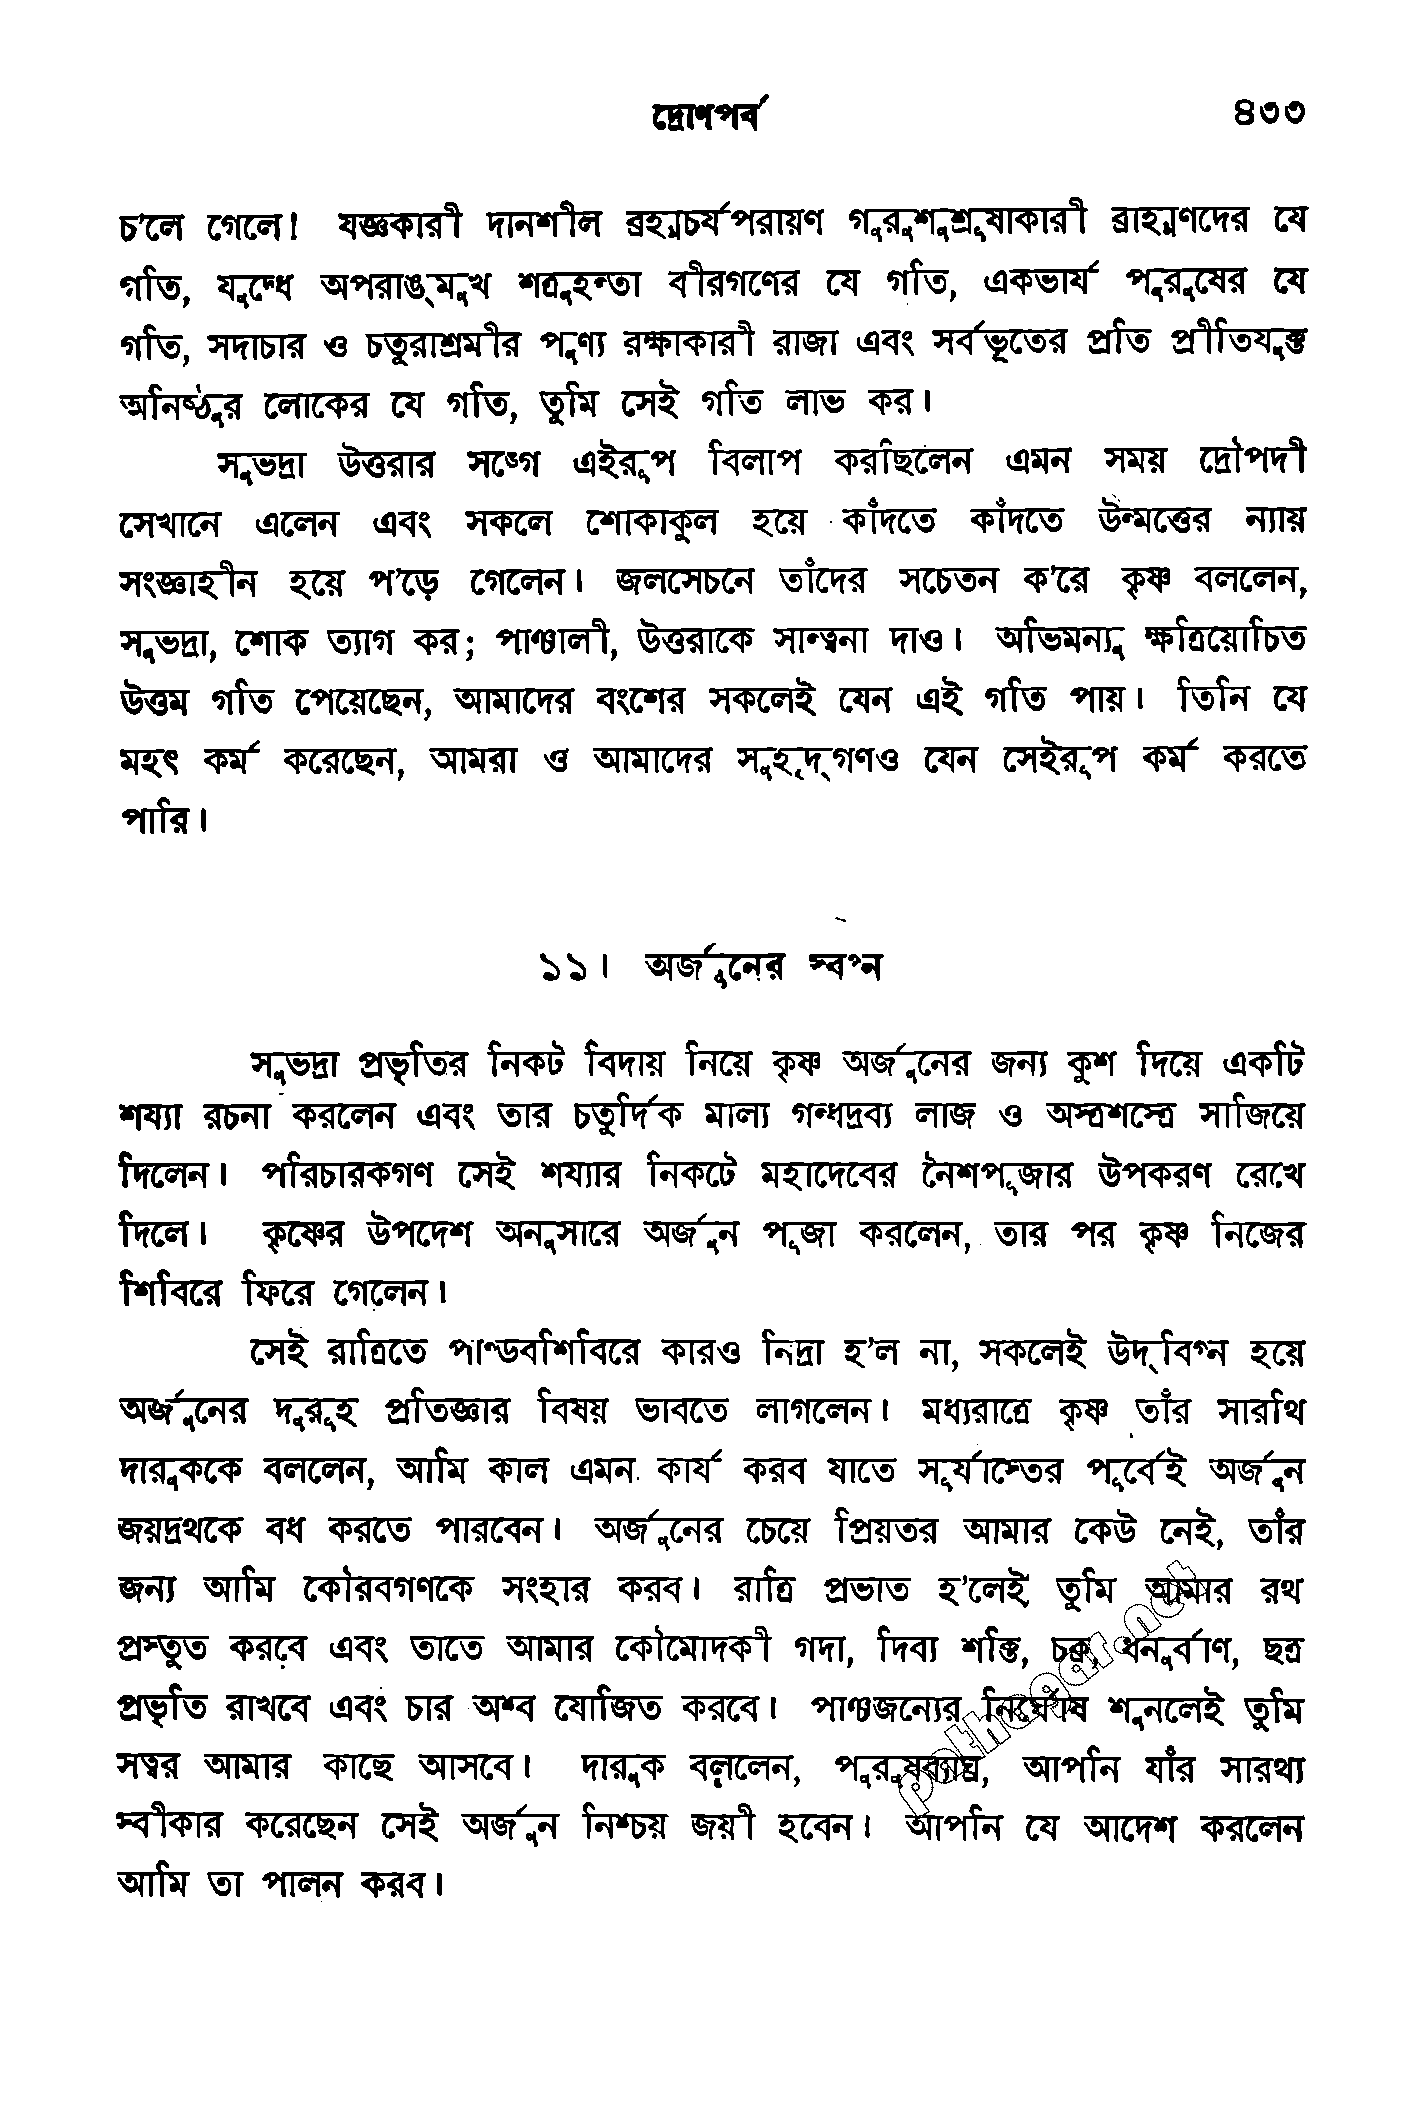 দ্রোণপর্ব ৪৩৩
চ’লে গেলে! যজ্ঞকারী দানশীল ব্রহ্মচর্যপরায়ণ গুরুশুশ্রূষাকারী ব্রাহ্মণদের যে
গতি, যুদ্ধে অপরাঙ্‌মুখ শত্রুহন্তা বীরগণের যে গতি, একভার্য পুরুষের যে
গতি, সদাচার ও চতুরাশ্রমীর পুণ্য রক্ষাকারী রাজা এবং সর্বভূতের প্রতি প্রীতিযুক্ত
অনিষ্ঠুর লোকের যে গতি, তুমি সেই গতি লাভ কর।
সুভদ্রা উত্তরার সঙ্গে এইরূপ বিলাপ করছিলেন এমন সময় দ্রৌপদী
সেখানে এলেন এবং সকলে শোকাকুল হয়ে কাঁদতে কাঁদতে উন্মত্তের ন্যায়
সংজ্ঞাহীন হয়ে প’ড়ে গেলেন। জলসেচনে তাঁদের সচেতন ক’রে কৃষ্ণ বললেন,
সুভদ্রা, শোক ত্যাগ কর; পাঞ্চালী, উত্তরাকে সান্ত্বনা দাও। অভিমন্যু ক্ষত্রিয়োচিত
উত্তম গতি পেয়েছেন, আমাদের বংশের সকলেই যেন এই গতি পায়। তিনি যে
মহৎ কর্ম করেছেন, আমরা ও আমাদের সুহৃদ্‌গণও যেন সেইরূপ কর্ম করতে
পারি।
১১। অর্জুনের স্বপ্ন
সুভদ্রা প্রভৃতির নিকট বিদায় নিয়ে কৃষ্ণ অর্জুনের জন্য কুশ দিয়ে একটি
শয্যা রচনা করলেন এবং তার চতুর্দিক মাল্য গন্ধদ্রব্য লাজ ও অস্ত্রশস্ত্রে সাজিয়ে
দিলেন। পরিচারকগণ সেই শয্যার নিকটে মহাদেবের নৈশপূজার উপকরণ রেখে
দিলে। কৃষ্ণের উপদেশ অনুসারে অর্জুন পূজা করলেন, তার পর কৃষ্ণ নিজের
শিবিরে ফিরে গেলেন।
সেই রাত্রিতে পাণ্ডবশিবিরে কারও নিদ্রা হ’ল না, সকলেই উদ্‌বিগ্ন হয়ে
অর্জুনের দুরূহ প্রতিজ্ঞার বিষয় ভাবতে লাগলেন। মধ্যরাত্রে কৃষ্ণ তাঁর সারথি
দারুককে বললেন, আমি কাল এমন কার্য করব যাতে সূর্যাস্তের পূর্বেই অর্জুন
জয়দ্রথকে বধ করতে পারবেন। অর্জুনের চেয়ে প্রিয়তর আমার কেউ নেই, তাঁর
জন্য আমি কৌরবগণকে সংহার করব। রাত্রি প্রভাত হ’লেই তুমি আমার রথ
প্রস্তুত করবে এবং তাতে আমার কৌমোদকী গদা, দিব্য শক্তি, চক্র, ধনুর্বাণ, ছত্র
প্রভৃতি রাখবে এবং চার অশ্ব যোজিত করবে। পাঞ্চজন্যের নির্ঘোষ শুনলেই তুমি
সত্বর আমার কাছে আসবে। দারুক বললেন, পুরুষব্যাঘ্র, আপনি যাঁর সারথ্য
স্বীকার করেছেন সেই অর্জুন নিশ্চয় জয়ী হবেন। আপনি যে আদেশ করলেন
আমি তা পালন করব।
pathagar.net